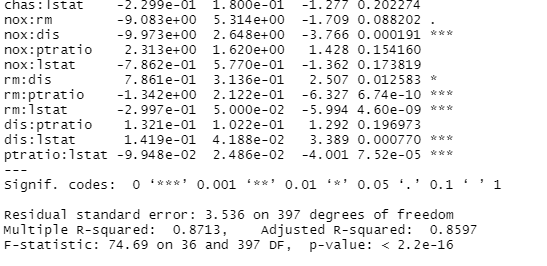 chas:lstat -2.299e-01 1.800e-01 -1.277 0.202274
nox:rm -9.083e+00 5.314e+00 -1.709 0.088202 .
nox:dis -9.973e+00 2.648e+00 -3.766 0.000191 ***
nox:ptratio 2.313e+00 1.620e+00 1.428 0.154160
nox:lstat -7.862e-01 5.770e-01 -1.362 0.173819
rm:dis 7.861e-01 3.136e-01 2.507 0.012583 *
rm:ptratio -1.342e+00 2.122e-01 -6.327 6.74e-10 ***
rm:lstat -2.997e-01 5.000e-02 -5.994 4.60e-09 ***
dis:ptratio 1.321e-01 1.022e-01 1.292 0.196973
dis:lstat 1.419e-01 4.188e-02 3.389 0.000770 ***
ptratio:lstat -9.948e-02 2.486e-02 -4.001 7.52e-05 ***
---
Signif. codes: 0 ‘***’ 0.001 ‘**’ 0.01 ‘*’ 0.05 ‘.’ 0.1 ‘ ’ 1
Residual standard error: 3.536 on 397 degrees of freedom
Multiple R-squared: 0.8713, Adjusted R-squared: 0.8597
F-statistic: 74.69 on 36 and 397 DF, p-value: < 2.2e-16